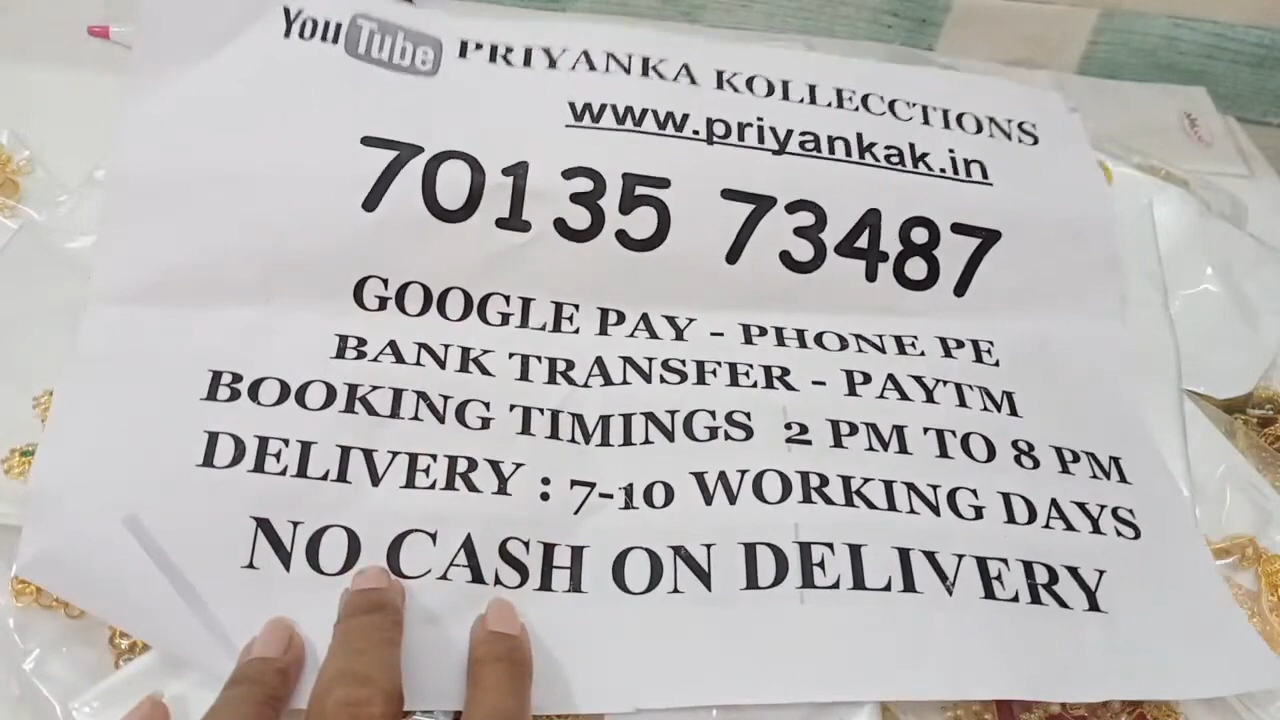 YouTube PRIYANKA KOLLECCTIONS
www.priyankak.in
70135 73487
GOOGLE PAY - PHONE PE
BANK TRANSFER - PAYTM
BOOKING TIMINGS 2 PM TO 8 PM
DELIVERY : 7-10 WORKING DAYS
NO CASH ON DELIVERY